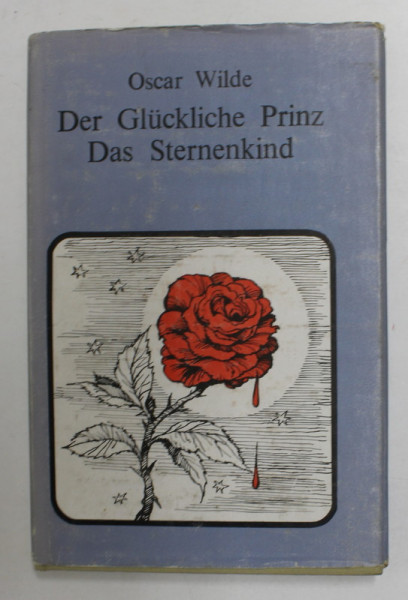 Oscar Wilde
Der Glückliche Prinz
Das Sternenkind